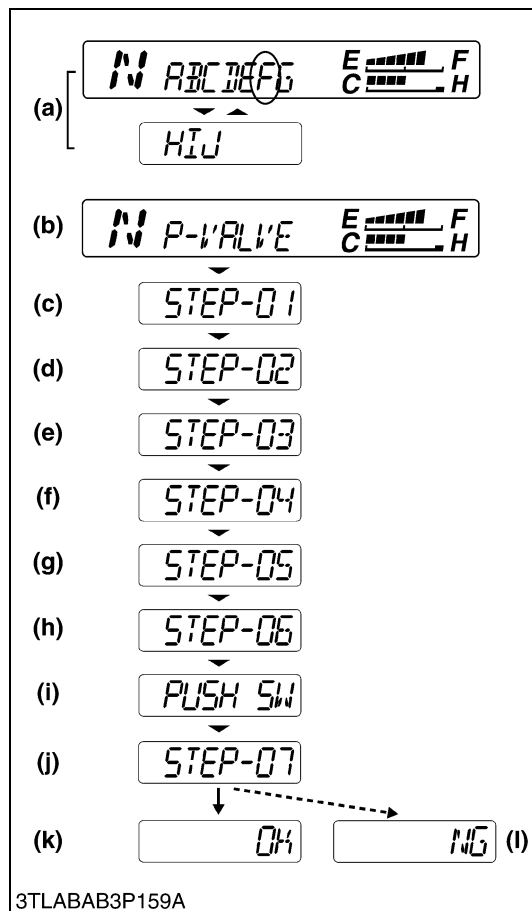 N ABCDEFG E F
C H
(a)
HIJ
(b) N P-VALVE E F
C H
(c) STEP-01
(d) STEP-02
(e) STEP-03
(f) STEP-04
(g) STEP-05
(h) STEP-06
(i) PUSH SW
(j) STEP-07
(k) OK NG (l)
3TLABAB3P159A